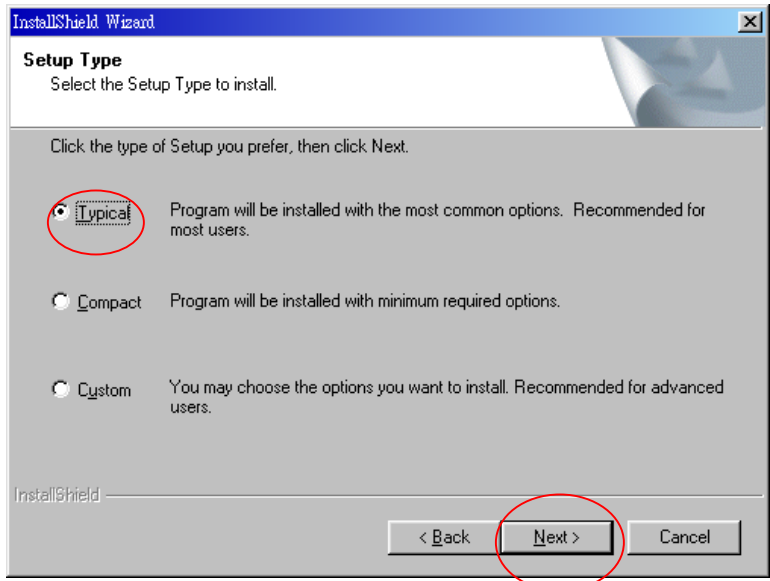 InstallShield Wizard
Setup Type
Select the Setup Type to install.
Click the type of Setup you prefer, then click Next.
Typical
Program will be installed with the most common options. Recommended for
most users.
Compact
Program will be installed with minimum required options.
Custom
You may choose the options you want to install. Recommended for advanced
users.
InstallShield
< Back
Next >
Cancel